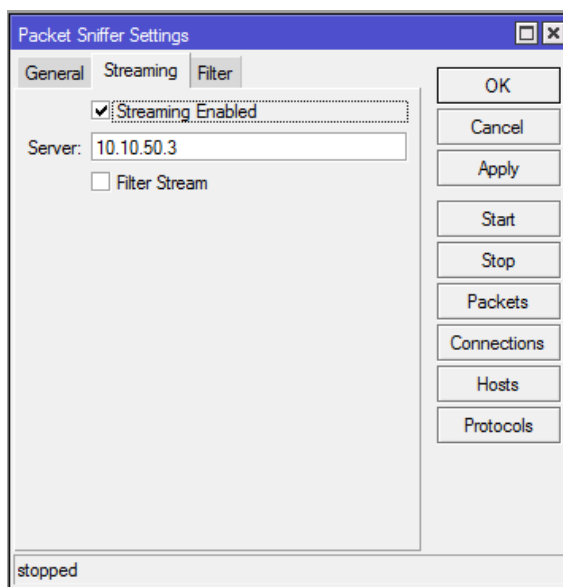 Packet Sniffer Settings
General Streaming Filter
Streaming Enabled
Server: 10.10.50.3
Filter Stream
OK
Cancel
Apply
Start
Stop
Packets
Connections
Hosts
Protocols
stopped